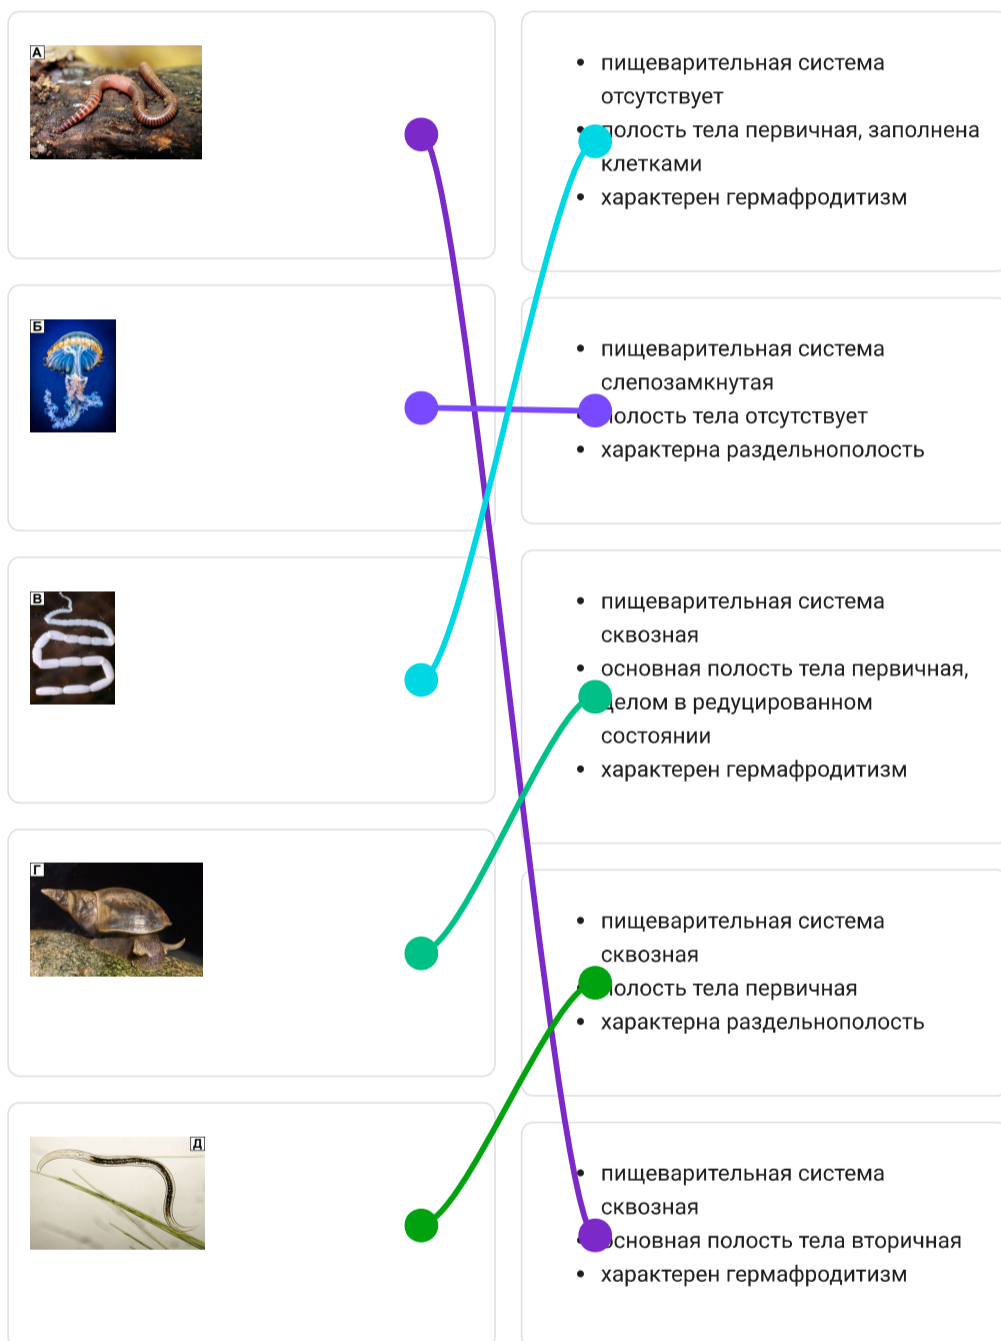 А
пищеварительная система
отсутствует
полость тела первичная, заполнена
клетками
характерен гермафродитизм
Б
пищеварительная система
слепозамкнутая
полость тела отсутствует
характерна раздельнополость
В
пищеварительная система
сквозная
основная полость тела первичная,
целом в редуцированном
состоянии
характерен гермафродитизм
Г
пищеварительная система
сквозная
полость тела первичная
характерна раздельнополость
Д
пищеварительная система
сквозная
основная полость тела вторичная
характерен гермафродитизм